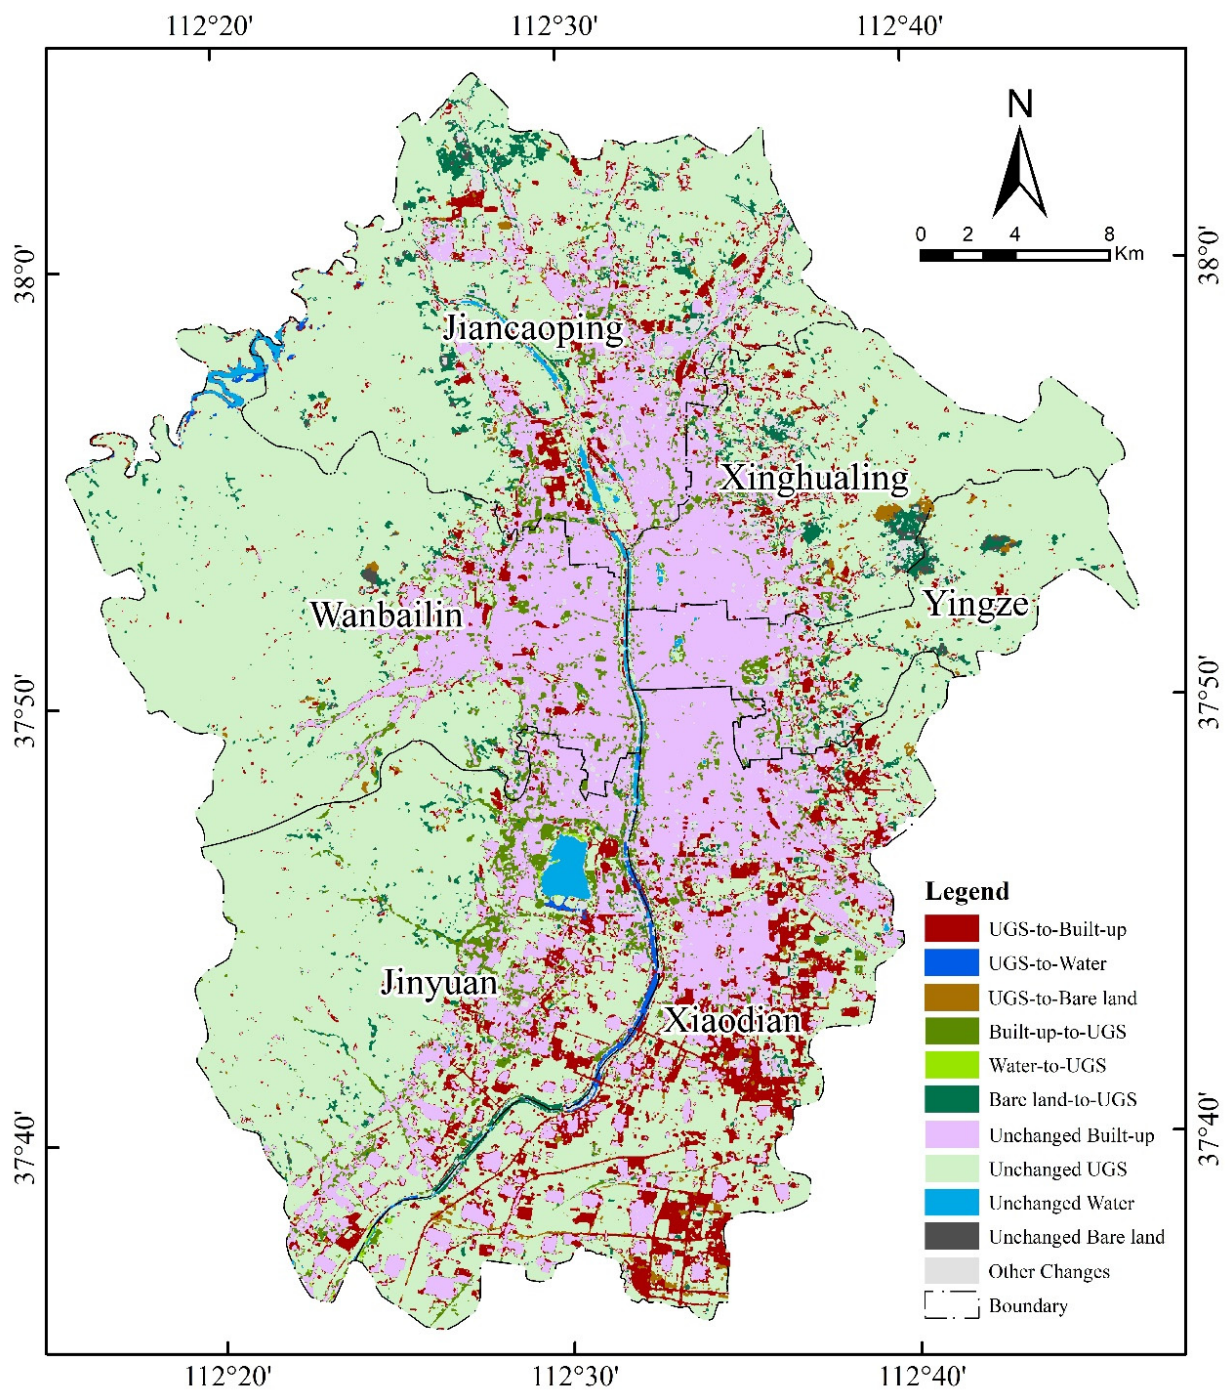 112°20' 112°30' 112°40'
N
0 2 4 8 Km
38°0' 38°0'
Jiancaoping
Xinghualing
Yingze
Wanbailin
37°50' 37°50'
Jinyuan
Xiaodian
Legend
UGS-to-Built-up
UGS-to-Water
UGS-to-Bare land
Built-up-to-UGS
Water-to-UGS
Bare land-to-UGS
Unchanged Built-up
Unchanged UGS
Unchanged Water
Unchanged Bare land
Other Changes
Boundary
37°40' 37°40'
112°20' 112°30' 112°40'